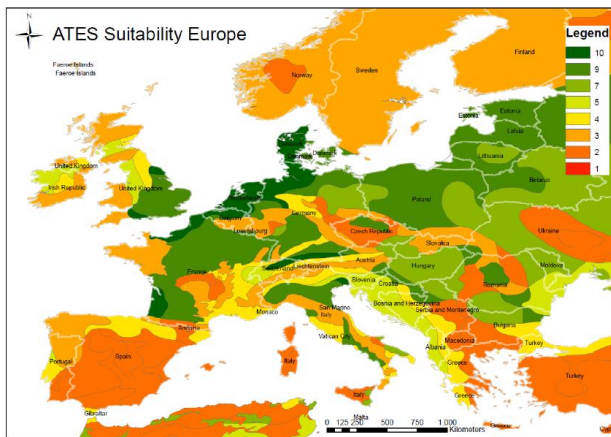 N
ATES Suitability Europe
Legend
10
9
7
5
4
3
2
1
Faeroe Islands
Faeroe Islands
Norway
Sweden
Finland
Estonia
Estonia
Latvia
Denmark
Lithuania
United Kingdom
Irish Republic
United Kingdom
Belarus
Poland
Belgium
Germany
Luxembourg
Czech Republic
Ukraine
Slovakia
France
Switzerland
Liechtenstein
Austria
Hungary
Moldova
Slovenia
Croatia
Romania
San Marino
Bosnia and Herzegovina
Serbia and Montenegro
Monaco
Italy
Andorra
Bulgaria
Vatican City
Portugal
Spain
Italy
Albania
Macedonia
Turkey
Greece
Turkey
Gibraltar
Italy
Greece
Malta
0 125 250 500 750 1.000
Kilomotors